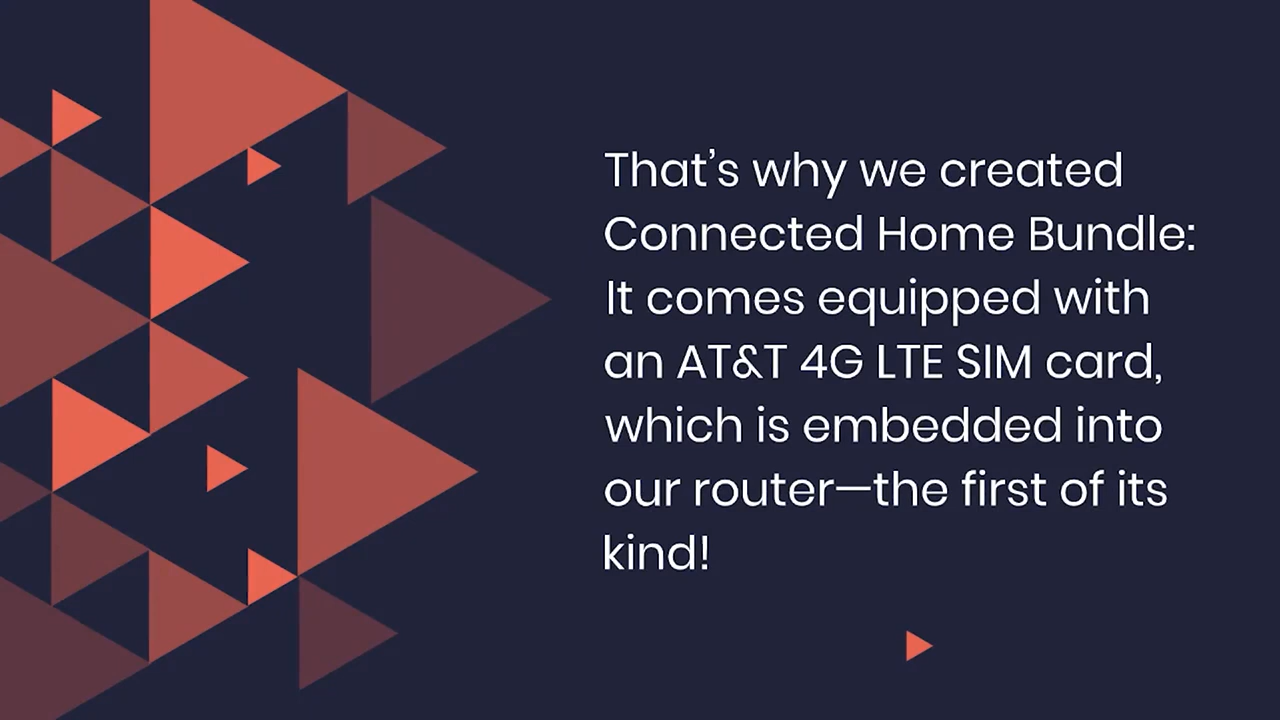 That’s why we created
Connected Home Bundle:
It comes equipped with
an AT&T 4G LTE SIM card,
which is embedded into
our router—the first of its
kind!